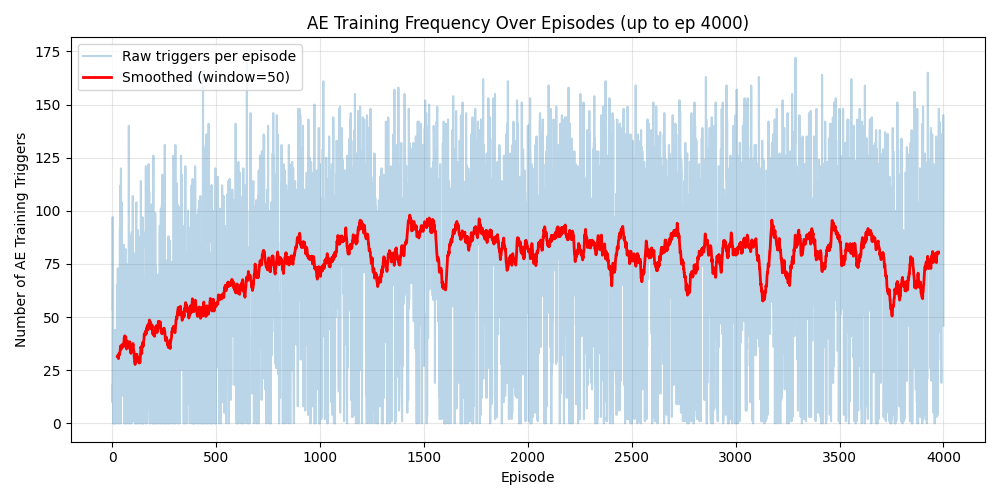 AE Training Frequency Over Episodes (up to ep 4000)
Raw triggers per episode
Smoothed (window=50)
Number of AE Training Triggers
175
150
125
100
75
50
25
0
0 500 1000 1500 2000 2500 3000 3500 4000
Episode